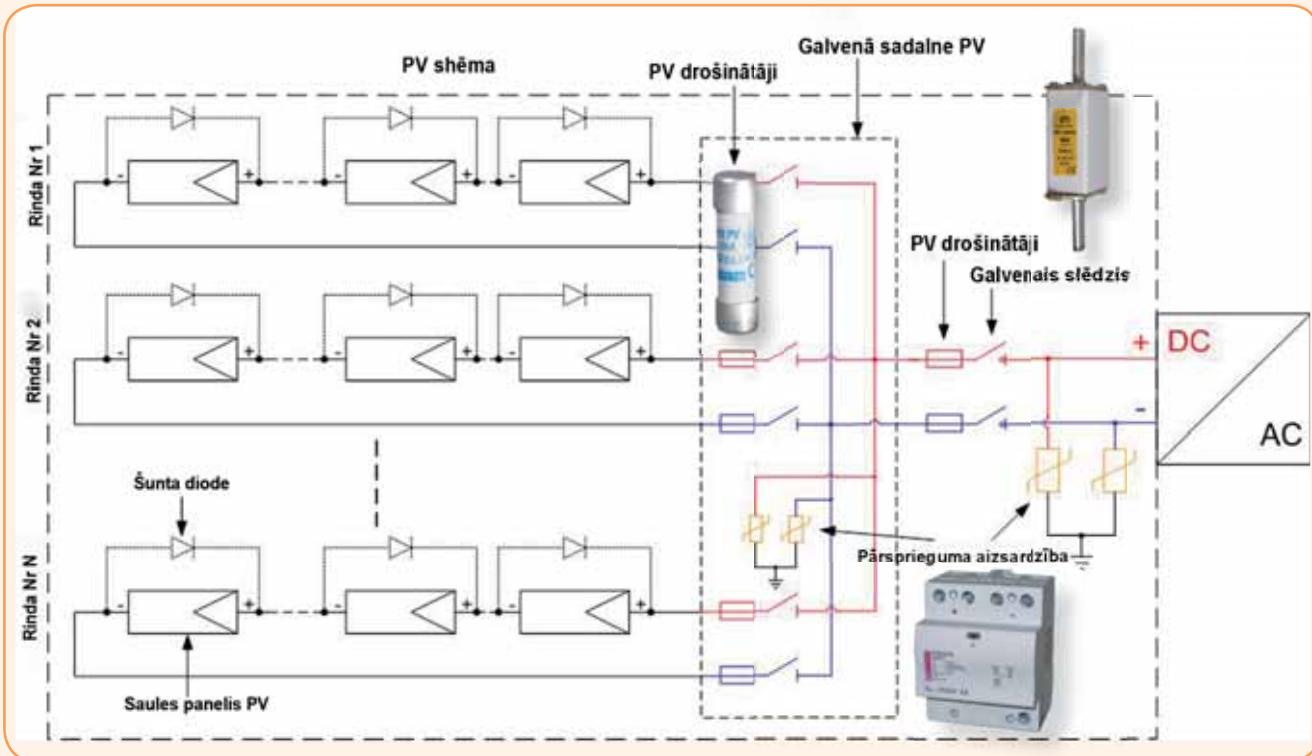 Galvenā sadalne PV
PV shēma
PV drošinātāji
Rinda Nr 1
- + - + - +
PV drošinātāji
Galvenais slēdzis
Rinda Nr 2
- + - + - +
+ DC
-
AC
Šunta diode
Pārsprieguma aizsardzība
Rinda Nr N
- + - + - +
Saules panelis PV